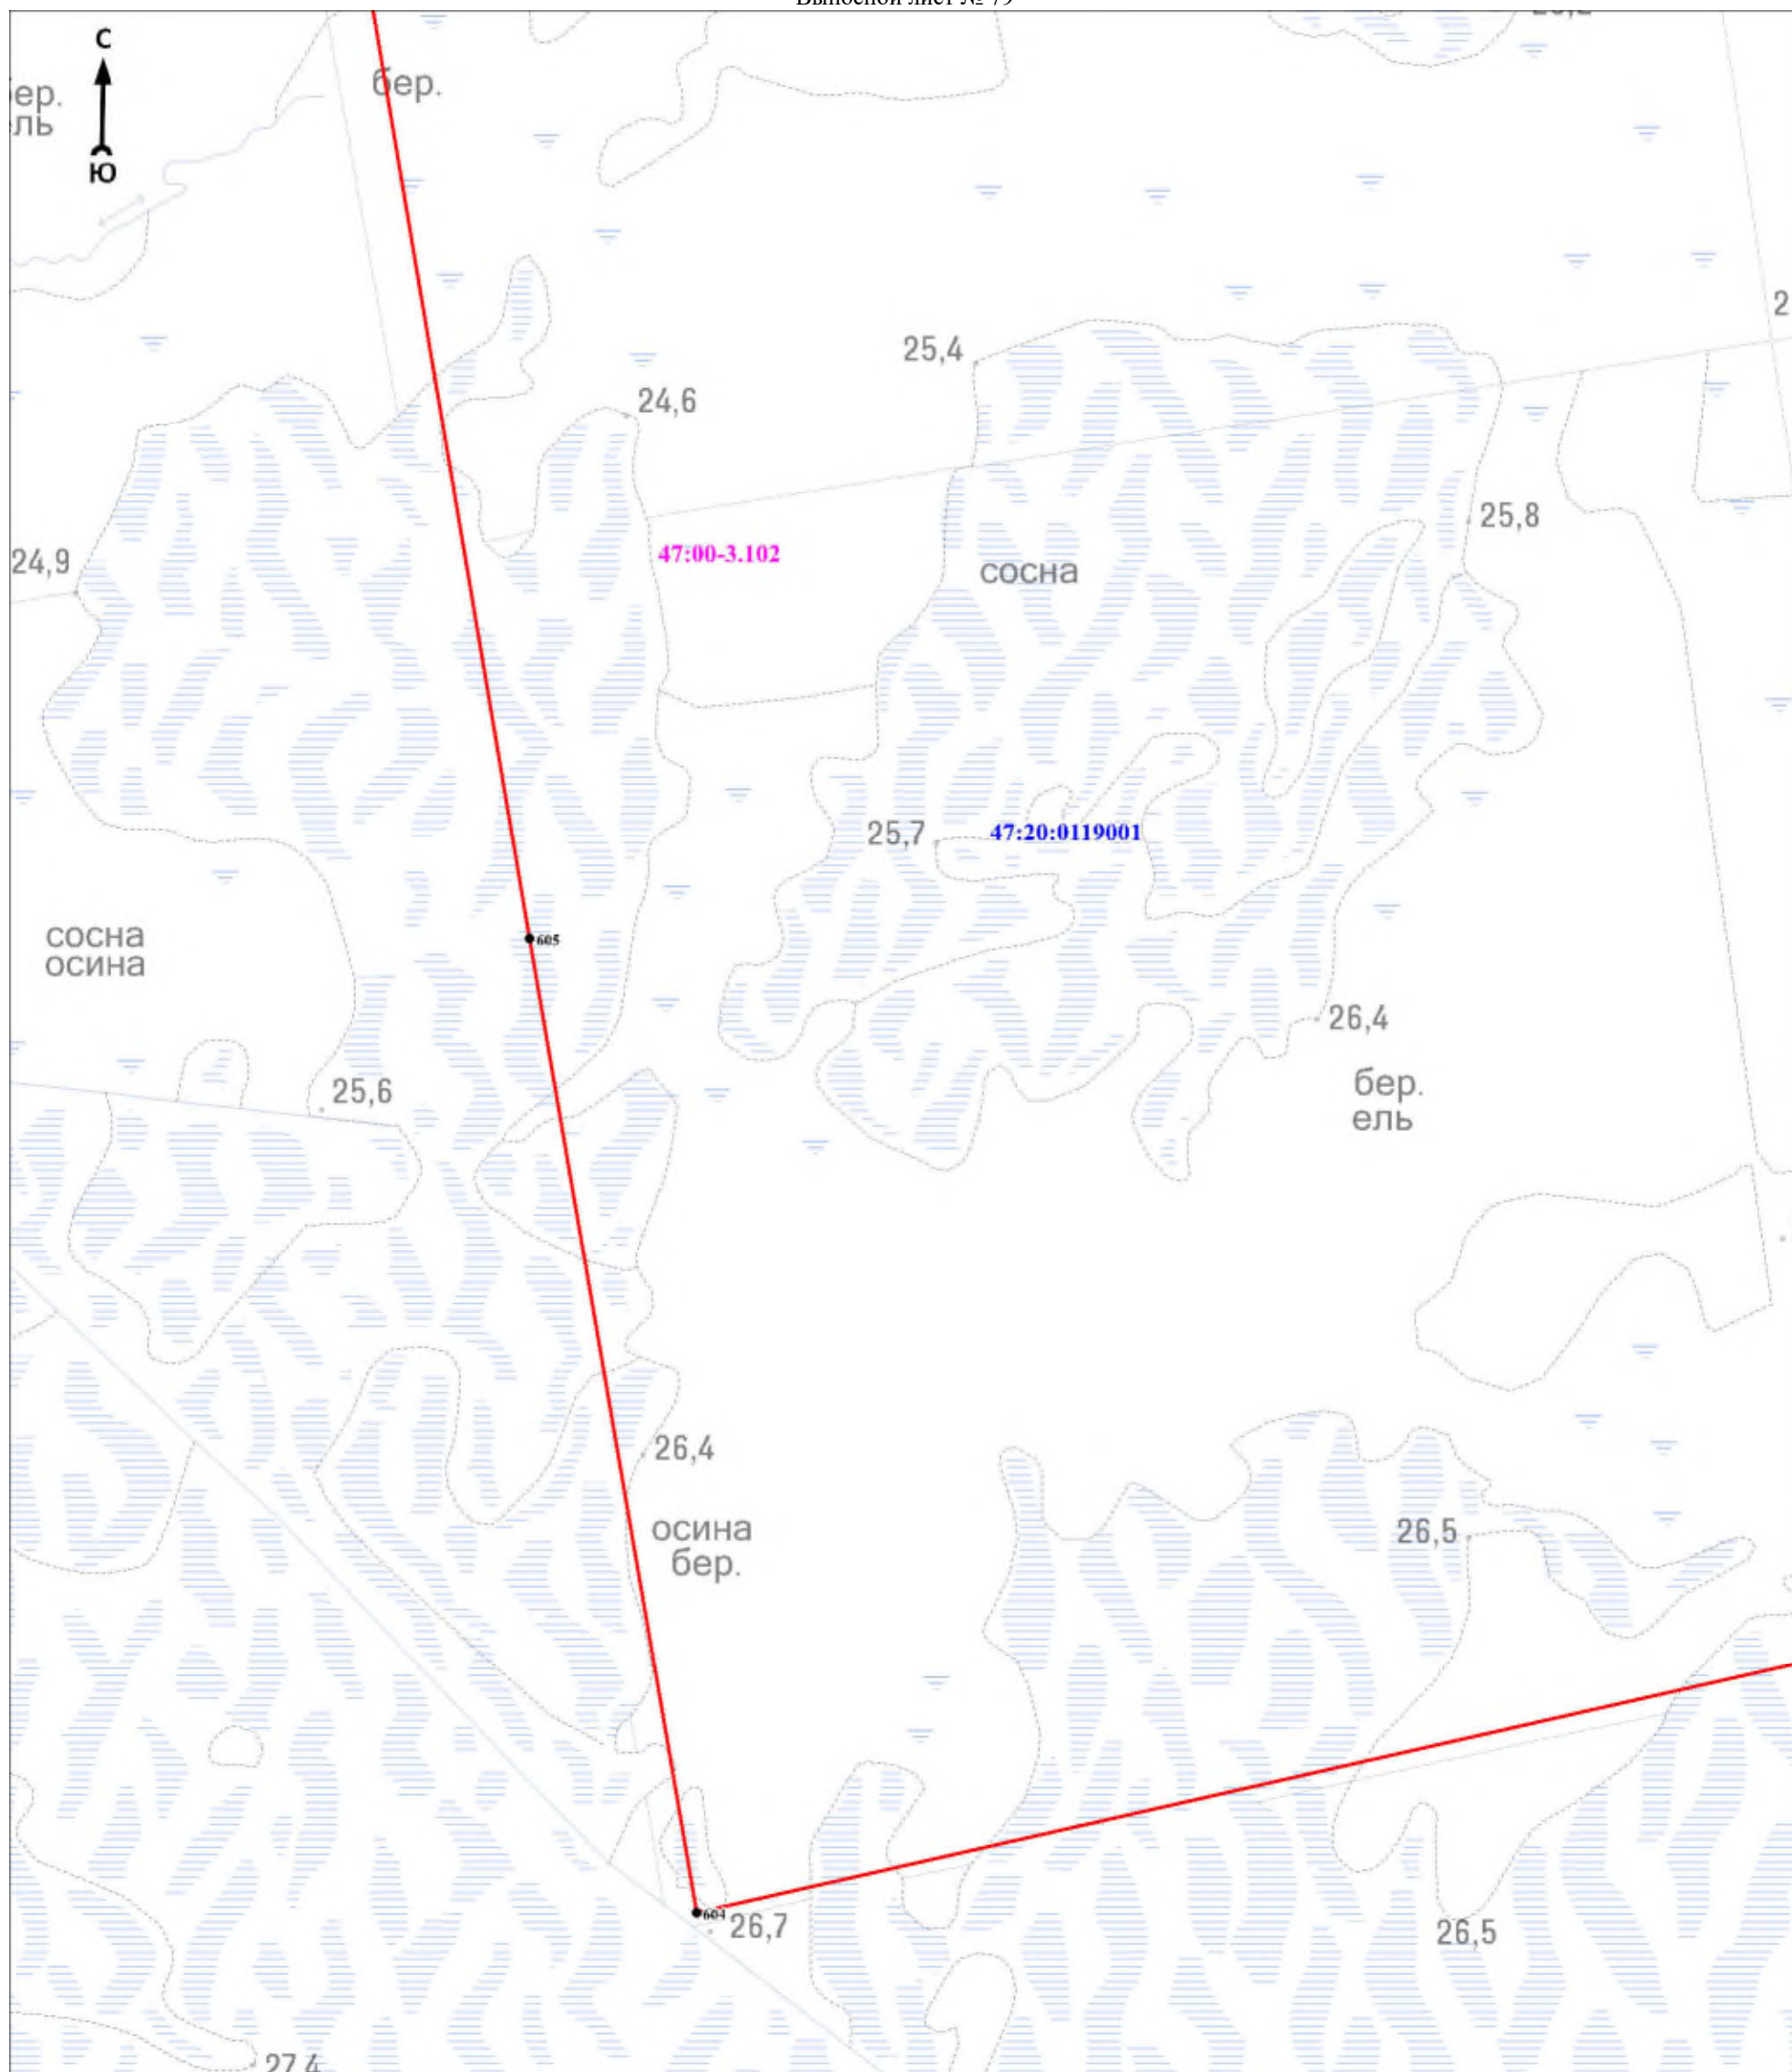 С
Ю
бер.
25,4
24,6
25,8
47:00-3.102
24,9
сосна
25,7
47:20:0119001
сосна
осина
605
26,4
25,6
бер.
ель
26,4
осина
бер.
26,5
604
26,7
26,5
27,4